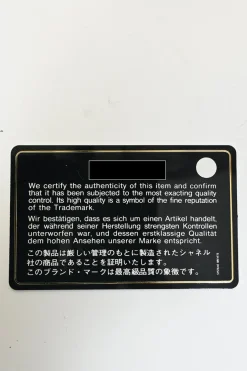 We certify the authenticity of this item and confirm
that it has been subjected to the most exacting quality
control. Its high quality is a symbol of the fine reputation
of the Trademark.
Wir bestätigen, dass es sich um einen Artikel handelt,
der während seiner Herstellung strengsten Kontrollen
unterworfen war, und dessen erstklassige Qualität
dem hohen Ansehen unserer Marke entspricht.
この製品は厳しい管理のもとに製造されたシャネル
社の商品であることを証明いたします。
このブランド・マークは最高級品質の象徴です。